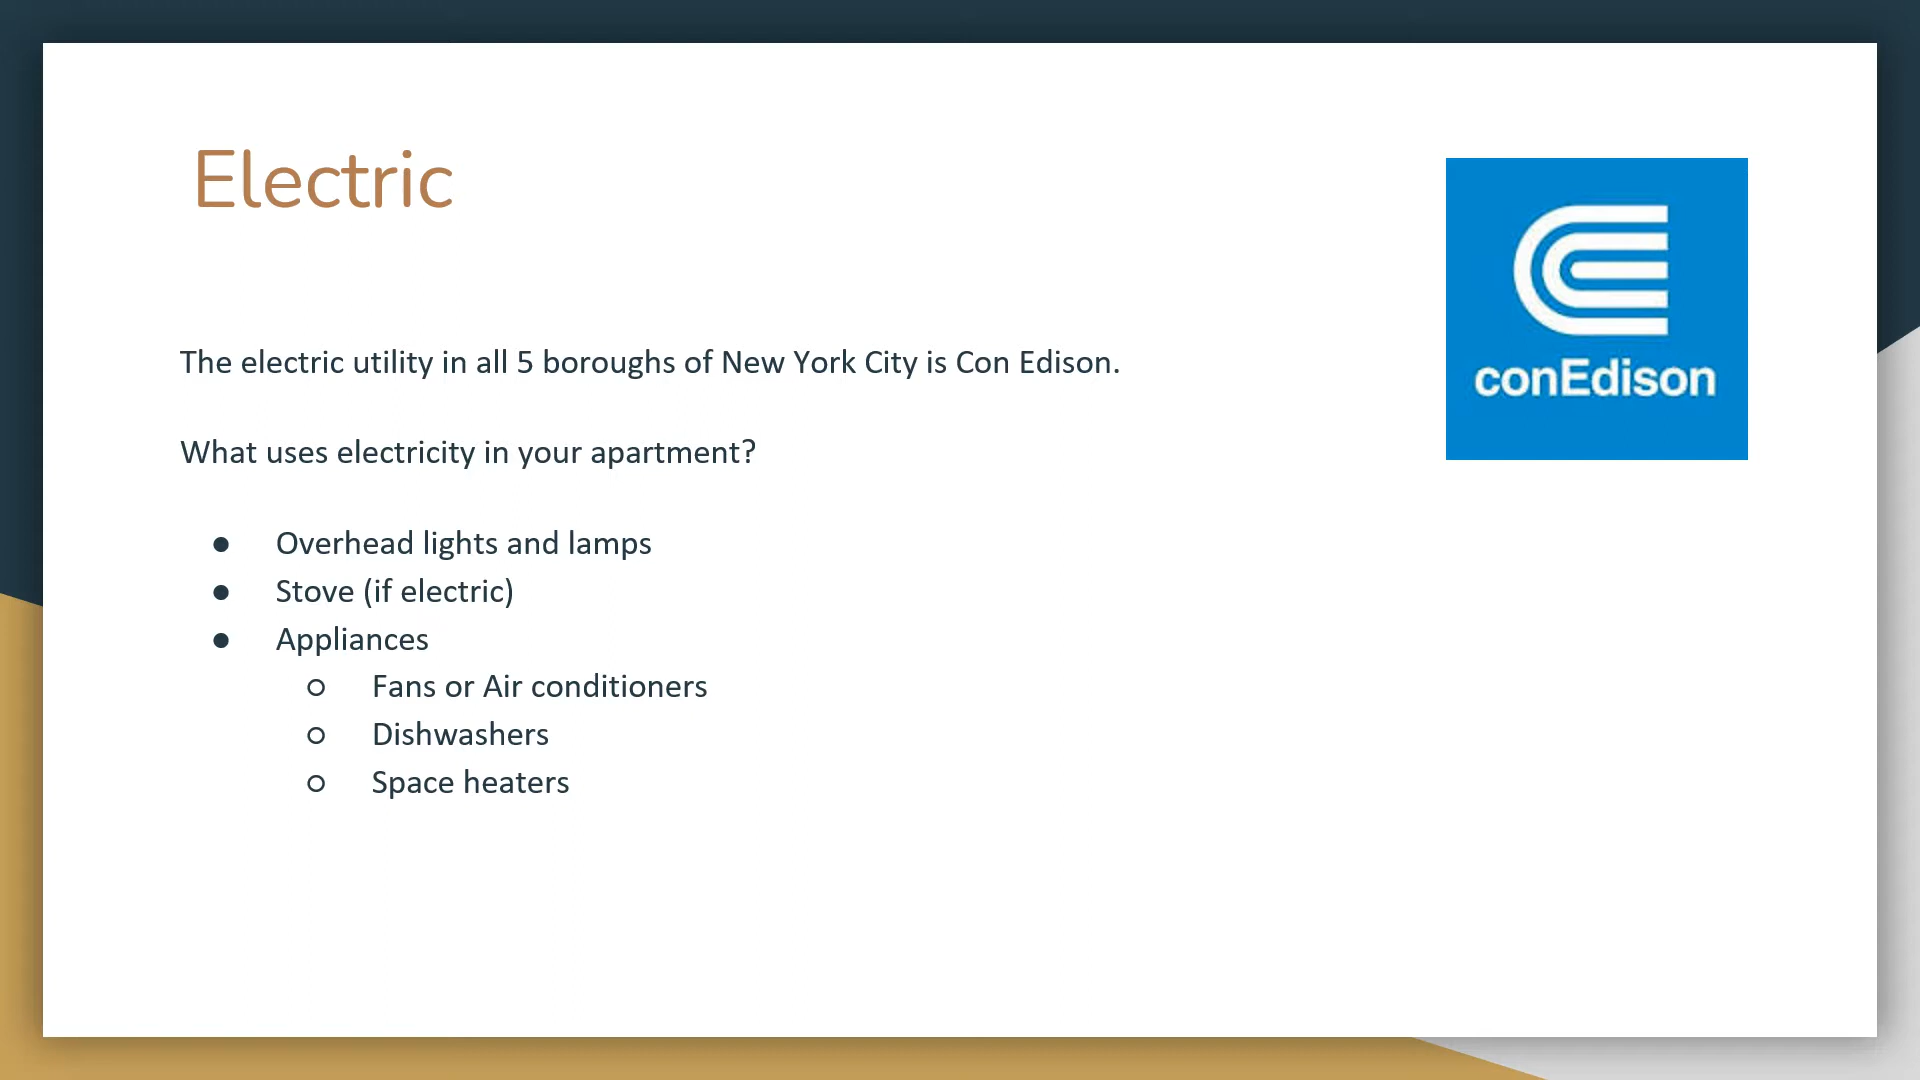 Electric
conEdison
The electric utility in all 5 boroughs of New York City is Con Edison.
What uses electricity in your apartment?
● Overhead lights and lamps
● Stove (if electric)
● Appliances
○ Fans or Air conditioners
○ Dishwashers
○ Space heaters